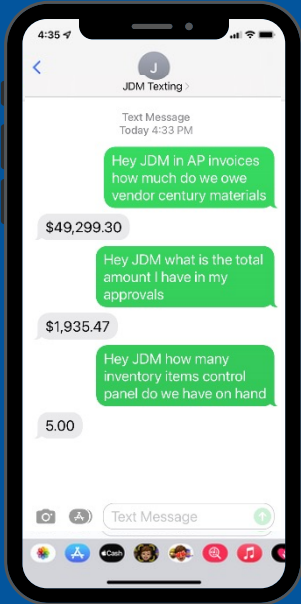 4:35
J
JDM Texting
Text Message
Today 4:33 PM
Hey JDM in AP invoices
how much do we owe
vendor century materials
$49,299.30
Hey JDM what is the total
amount I have in my
approvals
$1,935.47
Hey JDM how many
inventory items control
panel do we have on hand
5.00
Text Message
Cash